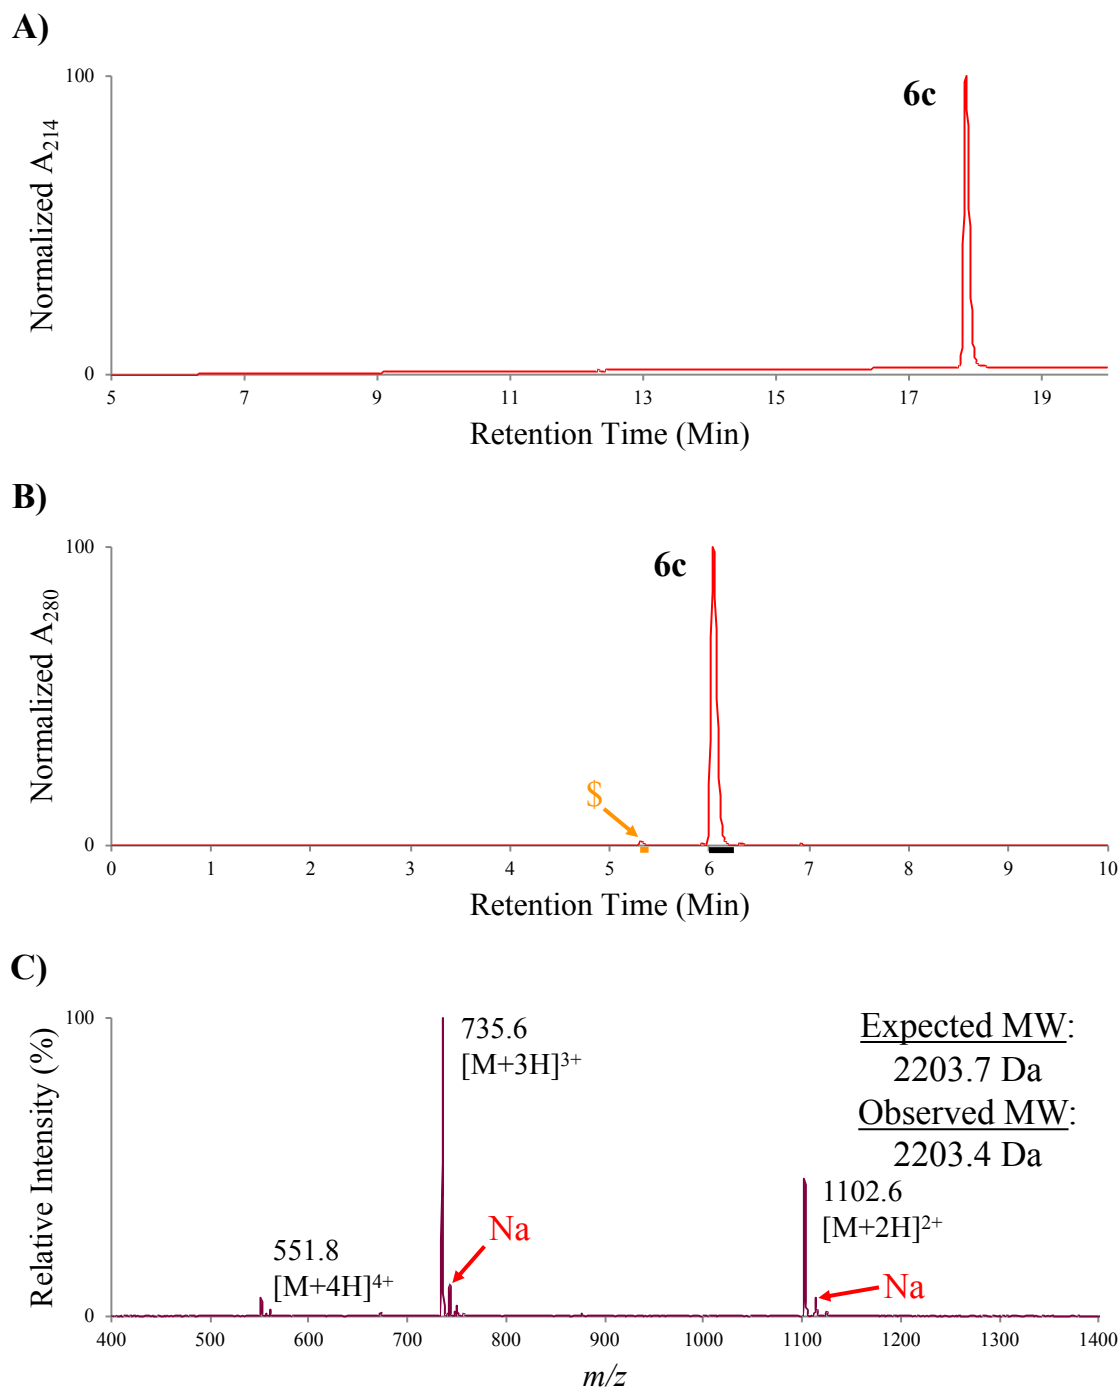 A)
100
6c
Normalized A₂₁₄
0
5 7 9 11 13 15 17 19
Retention Time (Min)
B)
100
6c
Normalized A₂₈₀
$
0
0 1 2 3 4 5 6 7 8 9 10
Retention Time (Min)
C)
100
735.6
[M+3H]³⁺
Expected MW:
2203.7 Da
Observed MW:
2203.4 Da
Relative Intensity (%)
1102.6
[M+2H]²⁺
Na
551.8
[M+4H]⁴⁺
Na
0
400 500 600 700 800 900 1000 1100 1200 1300 1400
m/z